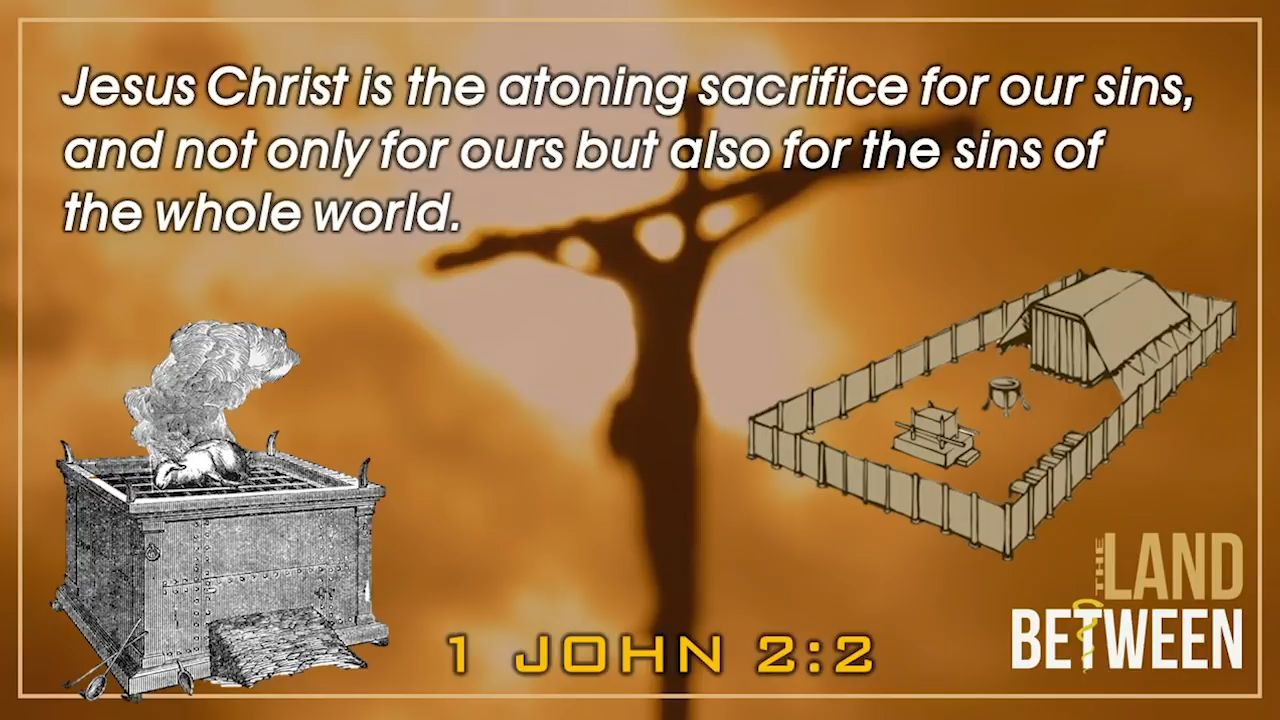 Jesus Christ is the atoning sacrifice for our sins,
and not only for ours but also for the sins of
the whole world.
1 JOHN 2:2
THE LAND
BETWEEN